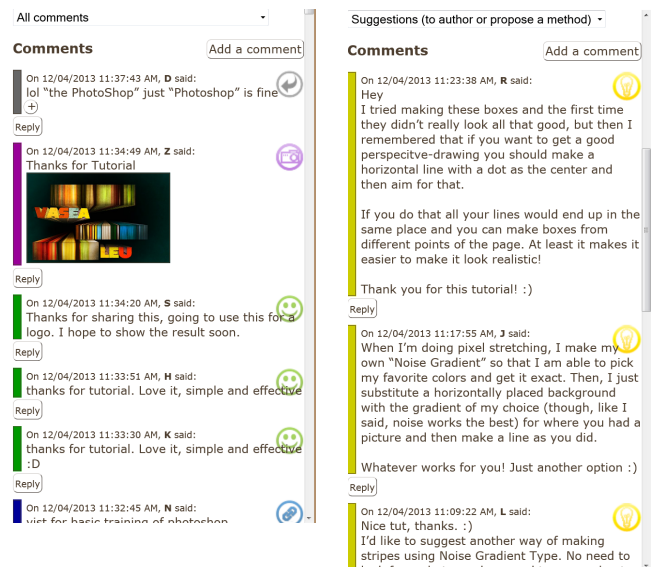 All comments
Comments
Add a comment
On 12/04/2013 11:37:43 AM, D said:
lol “the PhotoShop” just “Photoshop” is fine
Reply
On 12/04/2013 11:34:49 AM, Z said:
Thanks for Tutorial
VASEA
LEU
Reply
On 12/04/2013 11:34:20 AM, S said:
Thanks for sharing this, going to use this for a
logo. I hope to show the result soon.
Reply
On 12/04/2013 11:33:51 AM, H said:
thanks for tutorial. Love it, simple and effective
Reply
On 12/04/2013 11:33:30 AM, K said:
thanks for tutorial. Love it, simple and effective
:D
Reply
On 12/04/2013 11:32:45 AM, N said:
vist for basic training of photoshop
Suggestions (to author or propose a method)
Comments
Add a comment
On 12/04/2013 11:23:38 AM, R said:
Hey
I tried making these boxes and the first time
they didn’t really look all that good, but then I
remembered that if you want to get a good
perspecitve-drawing you should make a
horizontal line with a dot as the center and
then aim for that.
If you do that all your lines would end up in the
same place and you can make boxes from
different points of the page. At least it makes it
easier to make it look realistic!
Thank you for this tutorial! :)
Reply
On 12/04/2013 11:17:55 AM, J said:
When I’m doing pixel stretching, I make my
own “Noise Gradient” so that I am able to pick
my favorite colors and get it exact. Then, I just
substitute a horizontally placed background
with the gradient of my choice (though, like I
said, noise works the best) for where you had a
picture and then make a line as you did.
Whatever works for you! Just another option :)
Reply
On 12/04/2013 11:09:22 AM, L said:
Nice tut, thanks. :)
I’d like to suggest another way of making
stripes using Noise Gradient Type. No need to